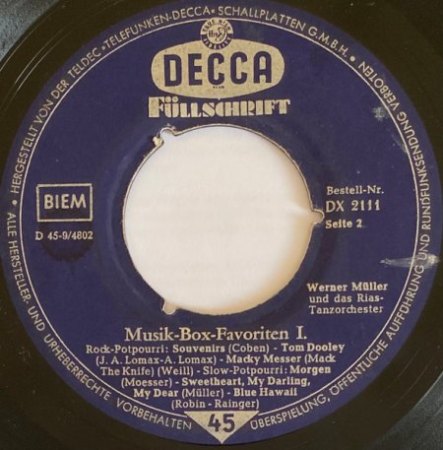 HERGESTELLT VON DER TELDEC »TELEFUNKEN-DECCA« SCHALLPLATTEN G.M.B.H.
ALLE HERSTELLER- UND URHEBERRECHTE VORBEHALTEN
ÜBERSPIELUNG, ÖFFENTLICHE AUFFÜHRUNG UND RUNDFUNKSENDUNG VERBOTEN
DECCA
FÜLLSCHRIFT
BIEM
D 45-9/4802
Bestell-Nr.
DX 2111
Seite 2
Werner Müller
und das Rias-
Tanzorchester
Musik-Box-Favoriten I.
Rock-Potpourri: Souvenirs (Coben) - Tom Dooley
(J. A. Lomax-A. Lomax) - Macky Messer (Mack
The Knife) (Weill) - Slow-Potpourri: Morgen
(Moesser) - Sweetheart, My Darling,
My Dear (Müller) - Blue Hawaii
(Robin - Rainger)
45